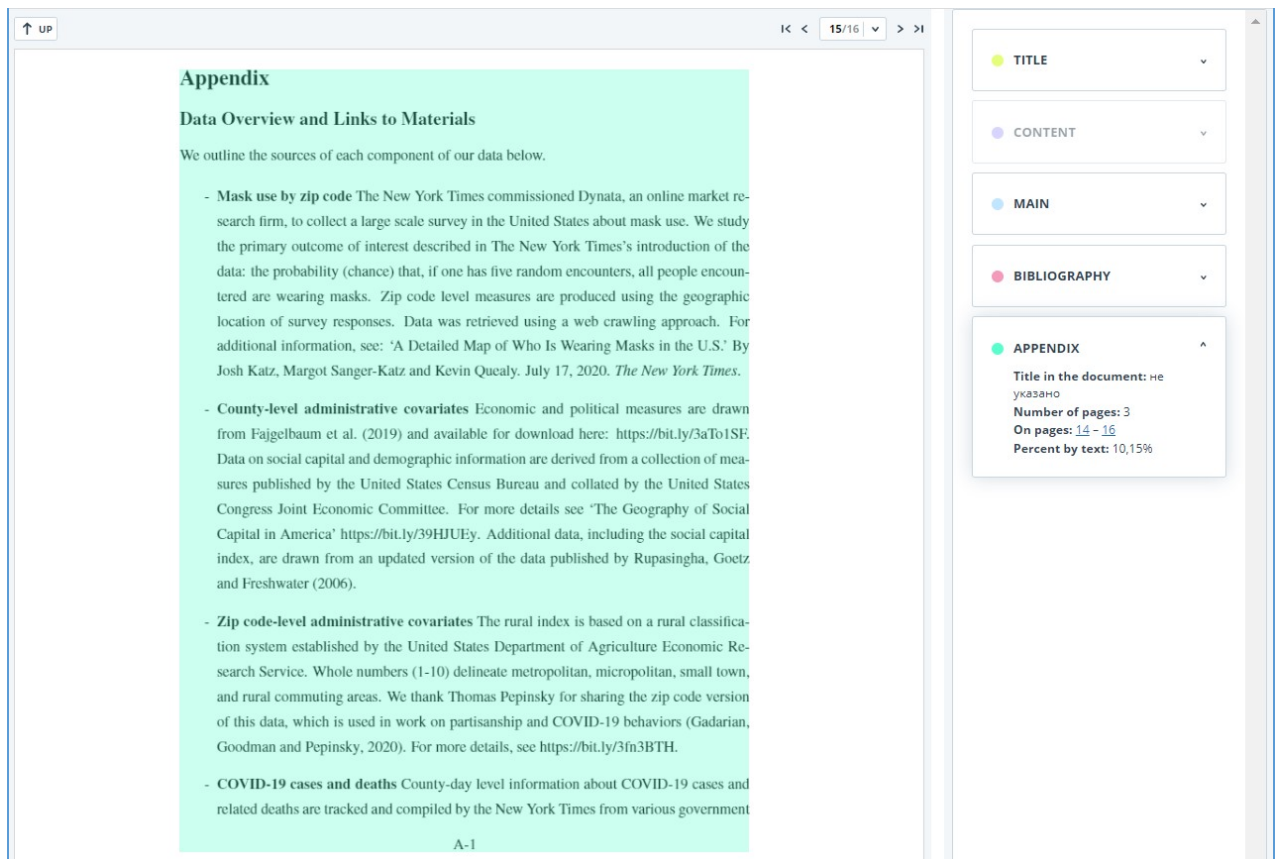 UP
15/16
Appendix
Data Overview and Links to Materials
We outline the sources of each component of our data below.
- Mask use by zip code The New York Times commissioned Dynata, an online market re-
search firm, to collect a large scale survey in the United States about mask use. We study
the primary outcome of interest described in The New York Times's introduction of the
data: the probability (chance) that, if one has five random encounters, all people encoun-
tered are wearing masks. Zip code level measures are produced using the geographic
location of survey responses. Data was retrieved using a web crawling approach. For
additional information, see: ‘A Detailed Map of Who Is Wearing Masks in the U.S.’ By
Josh Katz, Margot Sanger-Katz and Kevin Quealy. July 17, 2020. The New York Times.
- County-level administrative covariates Economic and political measures are drawn
from Fajgelbaum et al. (2019) and available for download here: https://bit.ly/3aTo1SF.
Data on social capital and demographic information are derived from a collection of mea-
sures published by the United States Census Bureau and collated by the United States
Congress Joint Economic Committee. For more details see ‘The Geography of Social
Capital in America’ https://bit.ly/39HJUEy. Additional data, including the social capital
index, are drawn from an updated version of the data published by Rupasingha, Goetz
and Freshwater (2006).
- Zip code-level administrative covariates The rural index is based on a rural classifica-
tion system established by the United States Department of Agriculture Economic Re-
search Service. Whole numbers (1-10) delineate metropolitan, micropolitan, small town,
and rural commuting areas. We thank Thomas Pepinsky for sharing the zip code version
of this data, which is used in work on partisanship and COVID-19 behaviors (Gadarian,
Goodman and Pepinsky, 2020). For more details, see https://bit.ly/3fn3BTH.
- COVID-19 cases and deaths County-day level information about COVID-19 cases and
related deaths are tracked and compiled by the New York Times from various government
A-1
TITLE
CONTENT
MAIN
BIBLIOGRAPHY
APPENDIX
Title in the document: не
указано
Number of pages: 3
On pages: 14 – 16
Percent by text: 10,15%